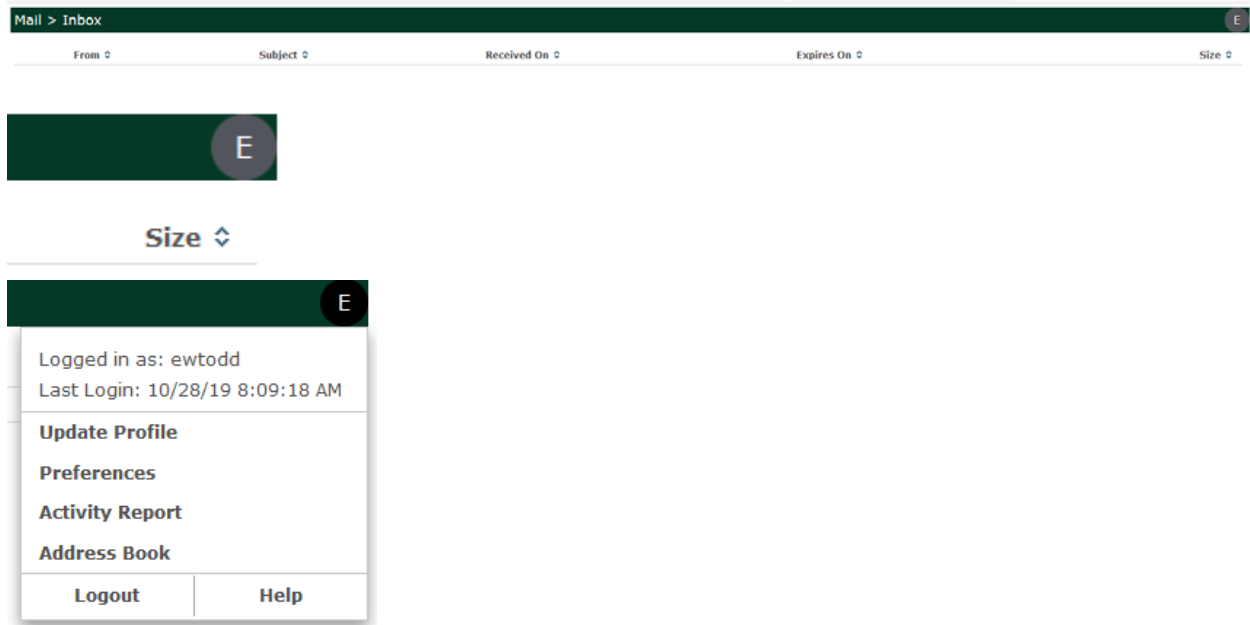 Mail > Inbox E
From Subject Received On Expires On Size
E
Size
E
Logged in as: ewtodd
Last Login: 10/28/19 8:09:18 AM
Update Profile
Preferences
Activity Report
Address Book
Logout Help